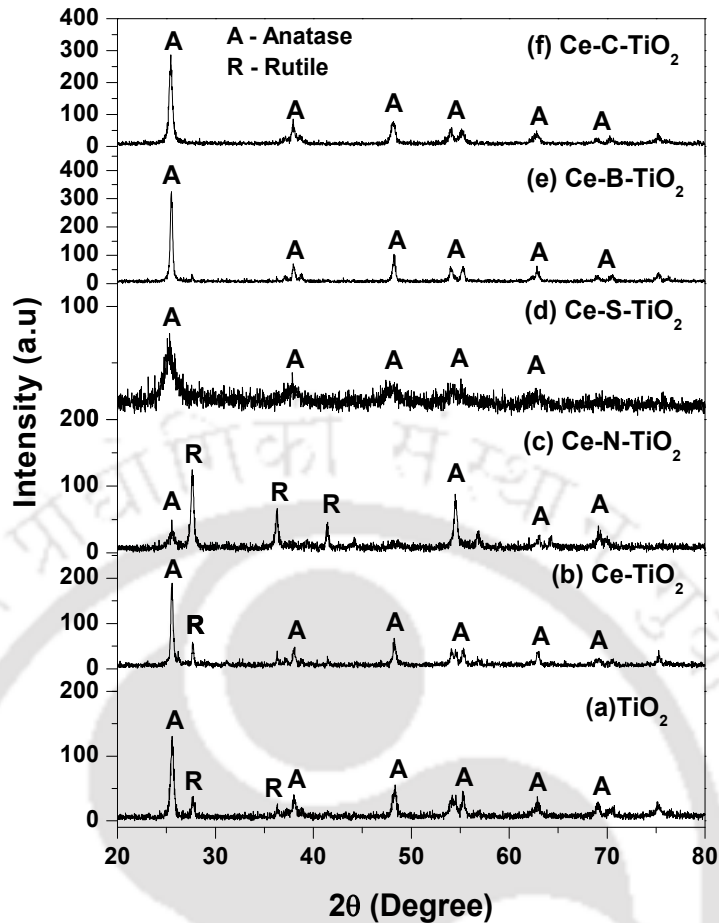 400
300
200
100
0
A
A - Anatase
R - Rutile
(f) Ce-C-TiO₂
A
A
A
A
A
400
300
200
100
0
A
(e) Ce-B-TiO₂
A
A
A
A
A
100
A
(d) Ce-S-TiO₂
A
A
A
A
200
100
0
A
R
R
R
(c) Ce-N-TiO₂
A
A
A
200
100
0
A
R
(b) Ce-TiO₂
A
A
A
A
A
200
100
0
A
R
R
(a)TiO₂
A
A
A
A
A
20 30 40 50 60 70 80
2θ (Degree)
Intensity (a.u)